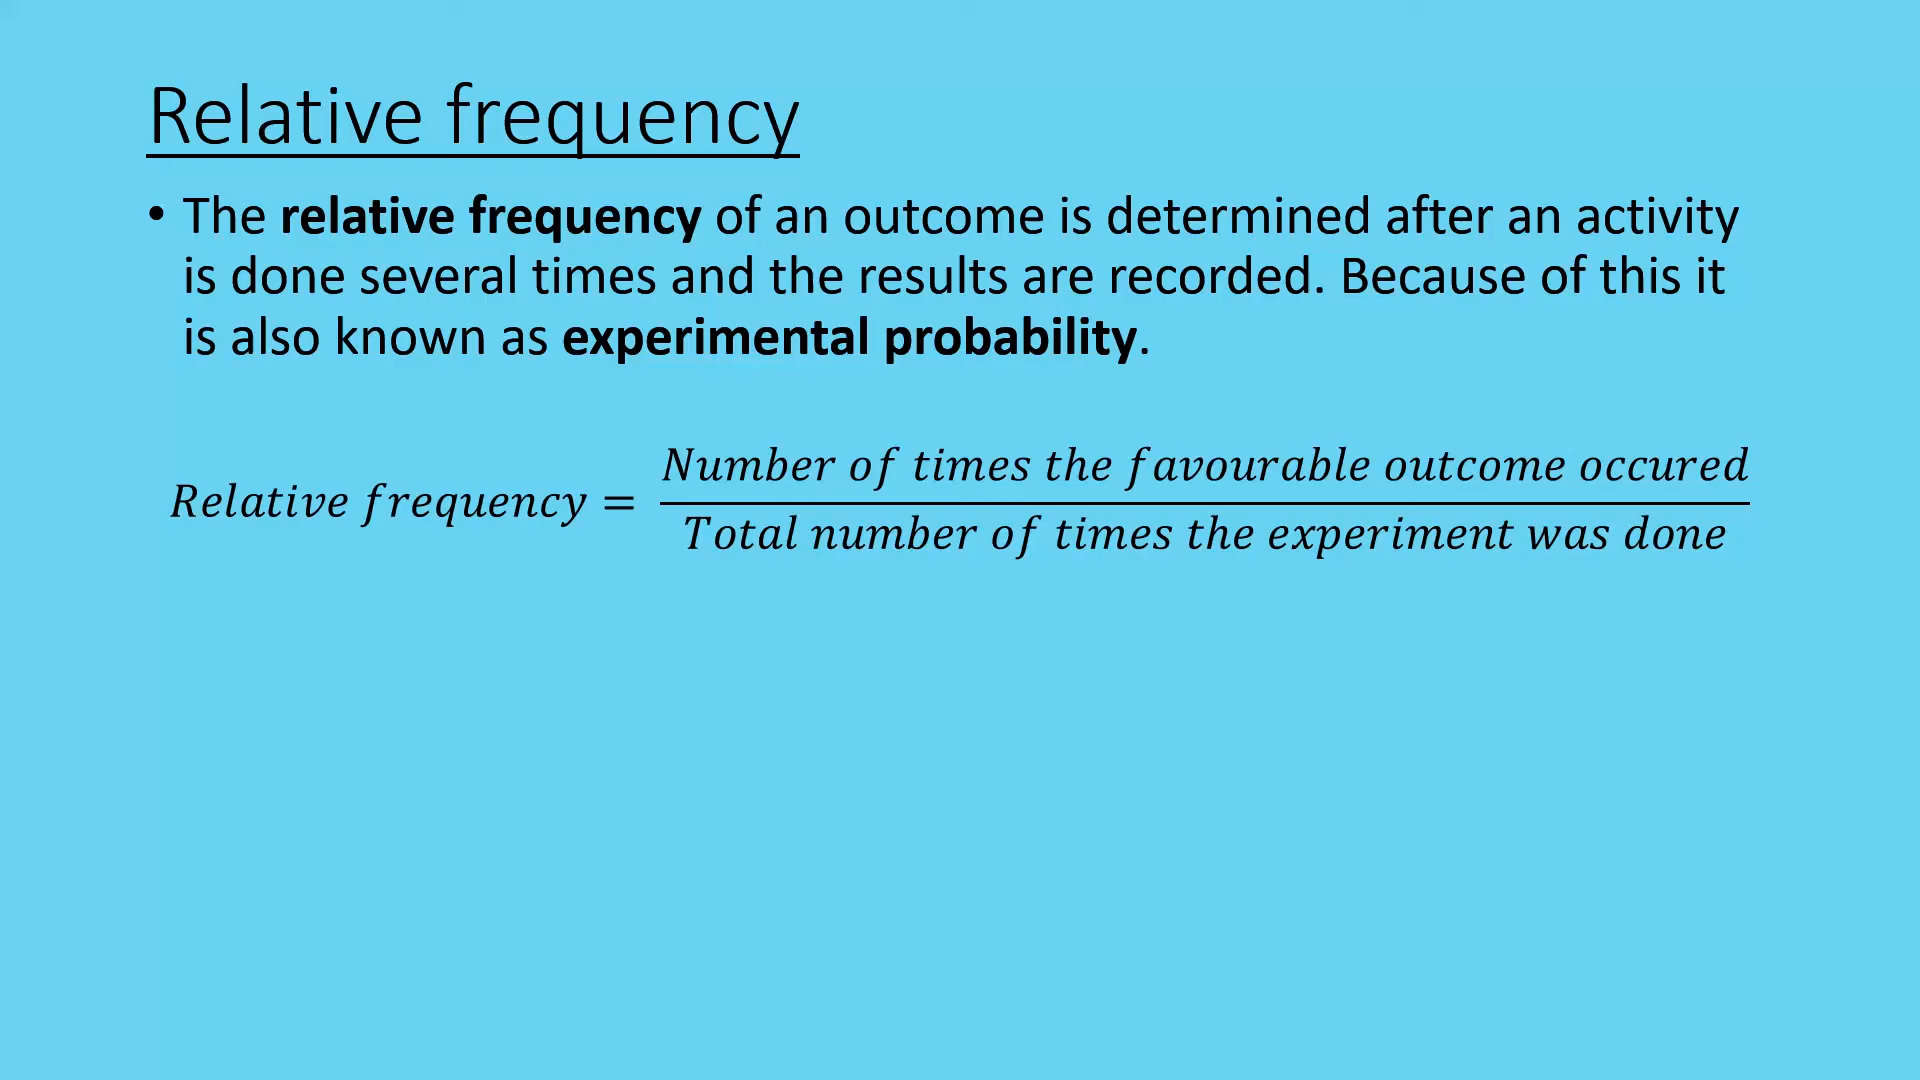 Relative frequency
• The relative frequency of an outcome is determined after an activity
is done several times and the results are recorded. Because of this it
is also known as experimental probability.
Number of times the favourable outcome occured
Relative frequency =
Total number of times the experiment was done